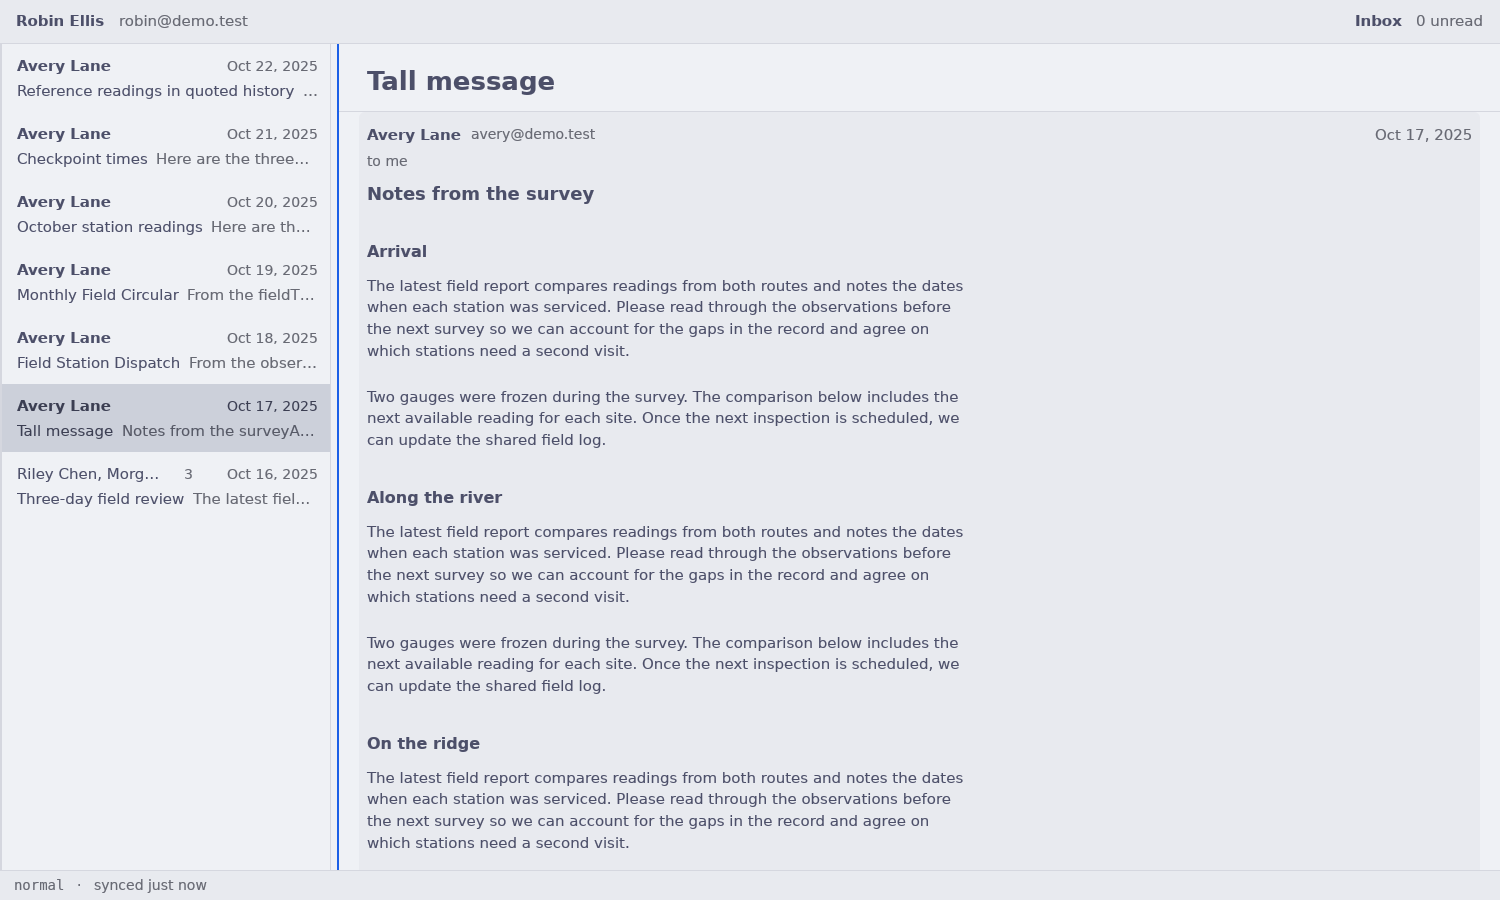 Robin Ellis robin@demo.test
Inbox 0 unread
Avery Lane Oct 22, 2025
Reference readings in quoted history …
Avery Lane Oct 21, 2025
Checkpoint times Here are the three…
Avery Lane Oct 20, 2025
October station readings Here are th…
Avery Lane Oct 19, 2025
Monthly Field Circular From the fieldT…
Avery Lane Oct 18, 2025
Field Station Dispatch From the obser…
Avery Lane Oct 17, 2025
Tall message Notes from the surveyA…
Riley Chen, Morg… 3 Oct 16, 2025
Three-day field review The latest fiel…
Tall message
Avery Lane avery@demo.test Oct 17, 2025
to me
Notes from the survey
Arrival
The latest field report compares readings from both routes and notes the dates
when each station was serviced. Please read through the observations before
the next survey so we can account for the gaps in the record and agree on
which stations need a second visit.
Two gauges were frozen during the survey. The comparison below includes the
next available reading for each site. Once the next inspection is scheduled, we
can update the shared field log.
Along the river
The latest field report compares readings from both routes and notes the dates
when each station was serviced. Please read through the observations before
the next survey so we can account for the gaps in the record and agree on
which stations need a second visit.
Two gauges were frozen during the survey. The comparison below includes the
next available reading for each site. Once the next inspection is scheduled, we
can update the shared field log.
On the ridge
The latest field report compares readings from both routes and notes the dates
when each station was serviced. Please read through the observations before
the next survey so we can account for the gaps in the record and agree on
which stations need a second visit.
normal · synced just now